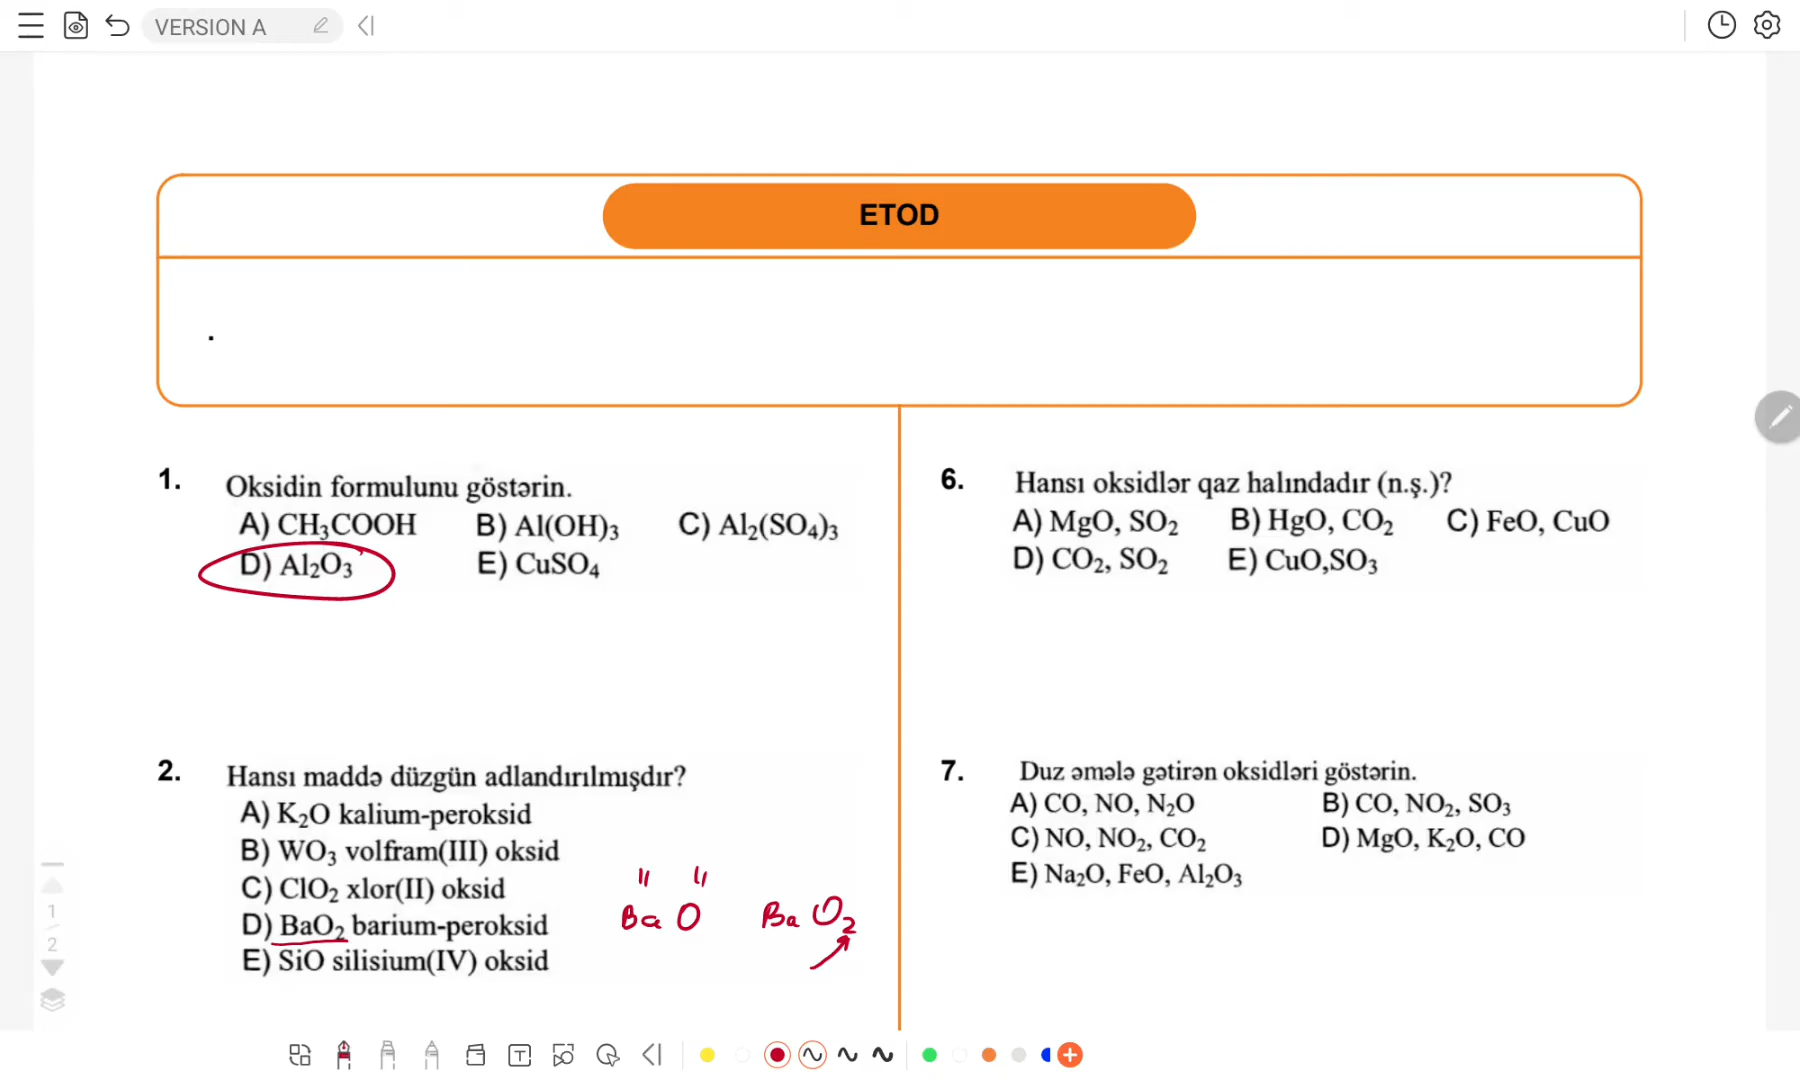 VERSION A
ETOD
.
1. Oksidin formulunu göstərin.
A) CH₃COOH B) Al(OH)₃ C) Al₂(SO₄)₃
D) Al₂O₃ E) CuSO₄
2. Hansı maddə düzgün adlandırılmışdır?
A) K₂O kalium-peroksid
B) WO₃ volfram(III) oksid
C) ClO₂ xlor(II) oksid
D) BaO₂ barium-peroksid
E) SiO silisium(IV) oksid
II II
Ba O Ba O₂
6. Hansı oksidlər qaz halındadır (n.ş.)?
A) MgO, SO₂ B) HgO, CO₂ C) FeO, CuO
D) CO₂, SO₂ E) CuO,SO₃
7. Duz əmələ gətirən oksidləri göstərin.
A) CO, NO, N₂O B) CO, NO₂, SO₃
C) NO, NO₂, CO₂ D) MgO, K₂O, CO
E) Na₂O, FeO, Al₂O₃
1
2